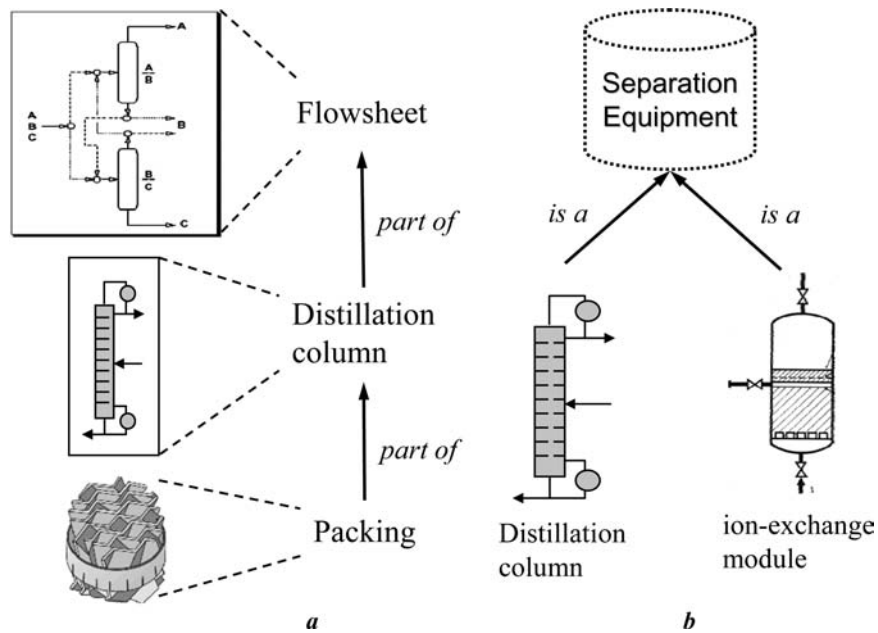 A
A
B
A
B
C
B
B
C
C
Flowsheet
part of
Distillation
column
part of
Packing
a
Separation
Equipment
is a
is a
Distillation
column
ion-exchange
module
b